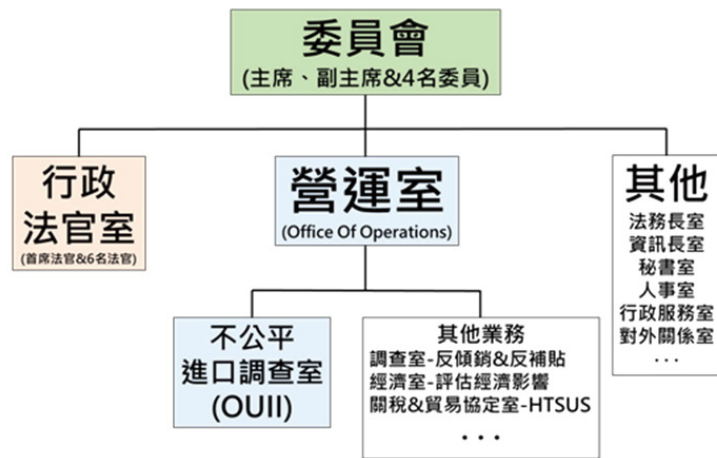 委員會
(主席、副主席&4名委員)
行政
法官室
(首席法官&6名法官)
營運室
(Office Of Operations)
其他
法務長室
資訊長室
秘書室
人事室
行政服務室
對外關係室
...
不公平
進口調查室
(OUII)
其他業務
調查室-反傾銷&反補貼
經濟室-評估經濟影響
關稅&貿易協定室-HTSUS
...